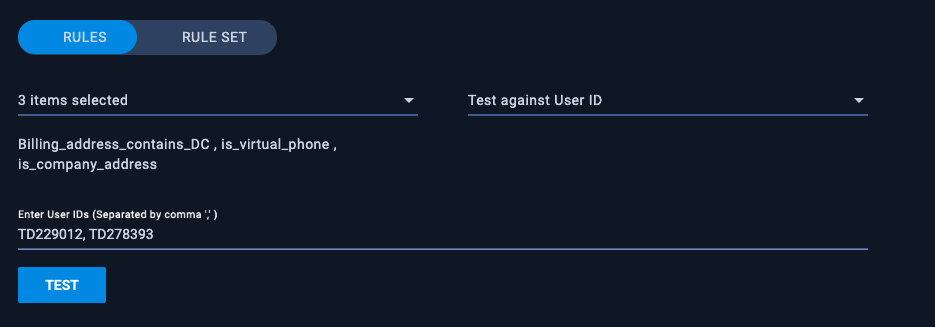 RULES RULE SET
3 items selected Test against User ID
Billing_address_contains_DC , is_virtual_phone ,
is_company_address
Enter User IDs (Separated by comma ',' )
TD229012, TD278393
TEST